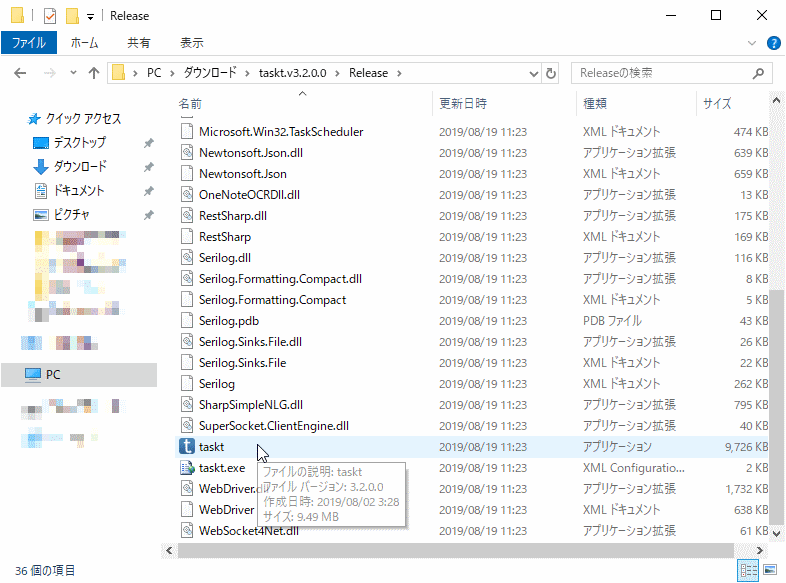 Release
ファイル ホーム 共有 表示
PC › ダウンロード › taskt.v3.2.0.0 › Release › Releaseの検索
名前 更新日時 種類 サイズ
クイック アクセス
デスクトップ
ダウンロード
ドキュメント
ピクチャ
PC
Microsoft.Win32.TaskScheduler 2019/08/19 11:23 XML ドキュメント 474 KB
Newtonsoft.Json.dll 2019/08/19 11:23 アプリケーション拡張 639 KB
Newtonsoft.Json 2019/08/19 11:23 XML ドキュメント 659 KB
OneNoteOCRDll.dll 2019/08/19 11:23 アプリケーション拡張 13 KB
RestSharp.dll 2019/08/19 11:23 アプリケーション拡張 175 KB
RestSharp 2019/08/19 11:23 XML ドキュメント 169 KB
Serilog.dll 2019/08/19 11:23 アプリケーション拡張 116 KB
Serilog.Formatting.Compact.dll 2019/08/19 11:23 アプリケーション拡張 8 KB
Serilog.Formatting.Compact 2019/08/19 11:23 XML ドキュメント 5 KB
Serilog.pdb 2019/08/19 11:23 PDB ファイル 43 KB
Serilog.Sinks.File.dll 2019/08/19 11:23 アプリケーション拡張 26 KB
Serilog.Sinks.File 2019/08/19 11:23 XML ドキュメント 22 KB
Serilog 2019/08/19 11:23 XML ドキュメント 262 KB
SharpSimpleNLG.dll 2019/08/19 11:23 アプリケーション拡張 795 KB
SuperSocket.ClientEngine.dll 2019/08/19 11:23 アプリケーション拡張 40 KB
taskt 2019/08/19 11:23 アプリケーション 9,726 KB
taskt.exe 2019/08/19 11:23 XML Configuratio... 2 KB
WebDriver.d 2019/08/19 11:23 アプリケーション拡張 1,732 KB
WebDriver 2019/08/19 11:23 XML ドキュメント 638 KB
WebSocket4Net.dll 2019/08/19 11:23 アプリケーション拡張 61 KB
ファイルの説明: taskt
ファイル バージョン: 3.2.0.0
作成日時: 2019/08/02 3:28
サイズ: 9.49 MB
36 個の項目